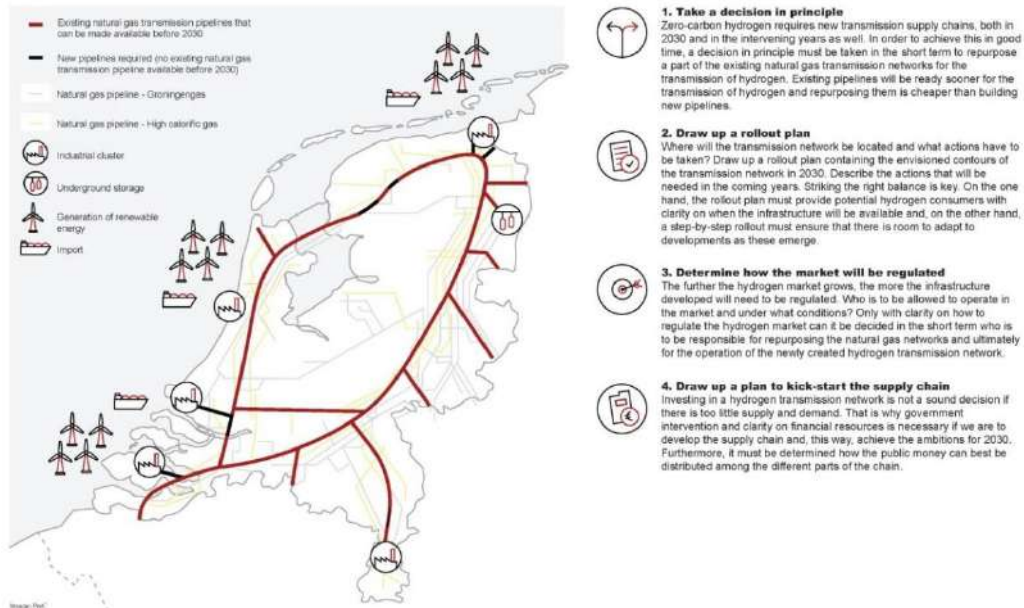 Existing natural gas transmission pipelines that
can be made available before 2030
New pipelines required (no existing natural gas
transmission pipeline available before 2030)
Natural gas pipeline - Groningengas
Natural gas pipeline - High calorific gas
Industrial cluster
Underground storage
Generation of renewable
energy
Import
1. Take a decision in principle
Zero-carbon hydrogen requires new transmission supply chains, both in
2030 and in the intervening years as well. In order to achieve this in good
time, a decision in principle must be taken in the short term to repurpose
a part of the existing natural gas transmission networks for the
transmission of hydrogen. Existing pipelines will be ready sooner for the
transmission of hydrogen and repurposing them is cheaper than building
new pipelines.
2. Draw up a rollout plan
Where will the transmission network be located and what actions have to
be taken? Draw up a rollout plan containing the envisioned contours of
the transmission network in 2030. Describe the actions that will be
needed in the coming years. Striking the right balance is key. On the one
hand, the rollout plan must provide potential hydrogen consumers with
clarity on when the infrastructure will be available and, on the other hand,
a step-by-step rollout must ensure that there is room to adapt to
developments as these emerge.
3. Determine how the market will be regulated
The further the hydrogen market grows, the more the infrastructure
developed will need to be regulated. Who is to be allowed to operate in
the market and under what conditions? Only with clarity on how to
regulate the hydrogen market can it be decided in the short term who is
to be responsible for repurposing the natural gas networks and ultimately
for the operation of the newly created hydrogen transmission network.
4. Draw up a plan to kick-start the supply chain
Investing in a hydrogen transmission network is not a sound decision if
there is too little supply and demand. That is why government
intervention and clarity on financial resources is necessary if we are to
develop the supply chain and, this way, achieve the ambitions for 2030.
Furthermore, it must be determined how the public money can best be
distributed among the different parts of the chain.